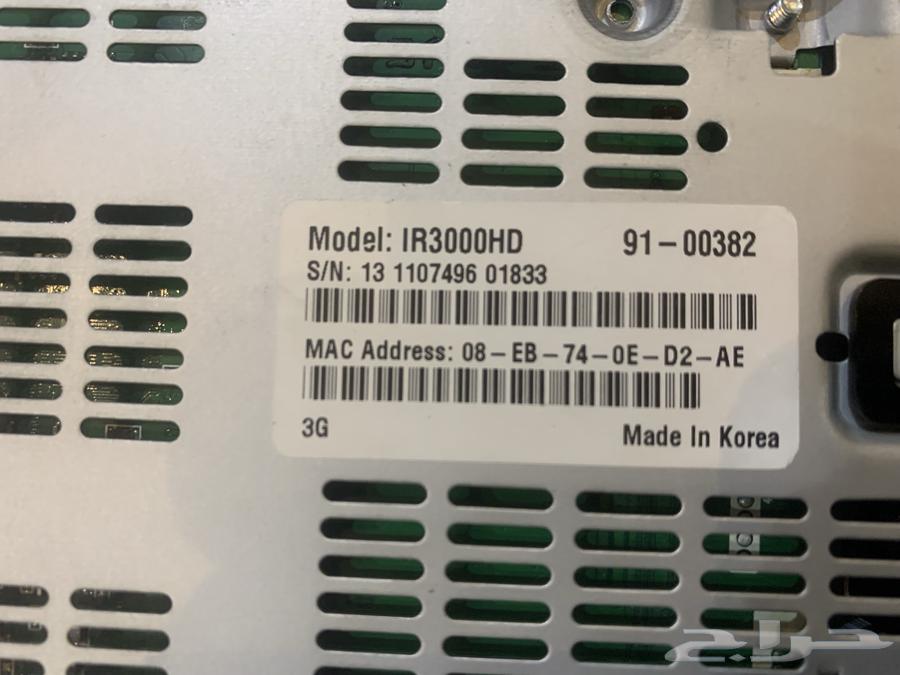 Model: IR3000HD 91-00382
S/N: 13 1107496 01833
MAC Address: 08-EB-74-0E-D2-AE
3G Made In Korea
حراج